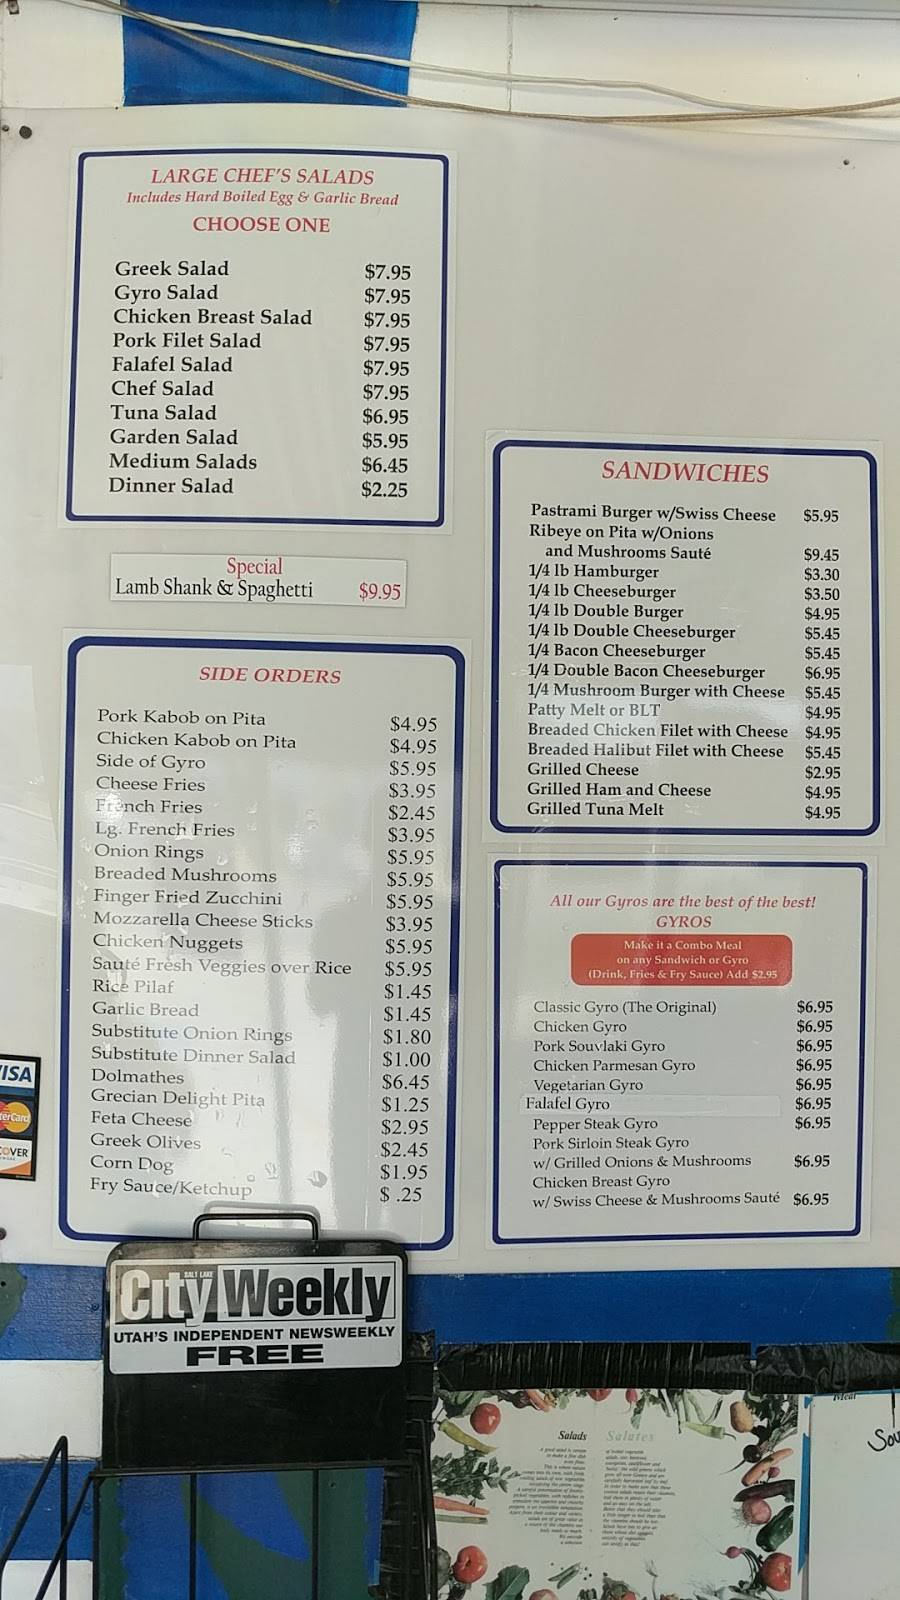 LARGE CHEF'S SALADS
Includes Hard Boiled Egg & Garlic Bread
CHOOSE ONE
Greek Salad $7.95
Gyro Salad $7.95
Chicken Breast Salad $7.95
Pork Filet Salad $7.95
Falafel Salad $7.95
Chef Salad $7.95
Tuna Salad $6.95
Garden Salad $5.95
Medium Salads $6.45
Dinner Salad $2.25
Special
Lamb Shank & Spaghetti $9.95
SIDE ORDERS
Pork Kabob on Pita $4.95
Chicken Kabob on Pita $4.95
Side of Gyro $5.95
Cheese Fries $3.95
French Fries $2.45
Lg. French Fries $3.95
Onion Rings $5.95
Breaded Mushrooms $5.95
Finger Fried Zucchini $5.95
Mozzarella Cheese Sticks $3.95
Chicken Nuggets $5.95
Sauté Fresh Veggies over Rice $5.95
Rice Pilaf $1.45
Garlic Bread $1.45
Substitute Onion Rings $1.80
Substitute Dinner Salad $1.00
Dolmathes $6.45
Grecian Delight Pita $1.25
Feta Cheese $2.95
Greek Olives $2.45
Corn Dog $1.95
Fry Sauce/Ketchup $ .25
SANDWICHES
Pastrami Burger w/Swiss Cheese $5.95
Ribeye on Pita w/Onions
and Mushrooms Sauté $9.45
1/4 lb Hamburger $3.30
1/4 lb Cheeseburger $3.50
1/4 lb Double Burger $4.95
1/4 lb Double Cheeseburger $5.45
1/4 Bacon Cheeseburger $5.45
1/4 Double Bacon Cheeseburger $6.95
1/4 Mushroom Burger with Cheese $5.45
Patty Melt or BLT $4.95
Breaded Chicken Filet with Cheese $4.95
Breaded Halibut Filet with Cheese $5.45
Grilled Cheese $2.95
Grilled Ham and Cheese $4.95
Grilled Tuna Melt $4.95
All our Gyros are the best of the best!
GYROS
Make it a Combo Meal
on any Sandwich or Gyro
(Drink, Fries & Fry Sauce) Add $2.95
Classic Gyro (The Original) $6.95
Chicken Gyro $6.95
Pork Souvlaki Gyro $6.95
Chicken Parmesan Gyro $6.95
Vegetarian Gyro $6.95
Falafel Gyro $6.95
Pepper Steak Gyro $6.95
Pork Sirloin Steak Gyro
w/ Grilled Onions & Mushrooms $6.95
Chicken Breast Gyro
w/ Swiss Cheese & Mushrooms Sauté $6.95
VISA
MasterCard
COVER
SALT LAKE
City Weekly
UTAH'S INDEPENDENT NEWSWEEKLY
FREE
Salads Salates
Meat
Sou